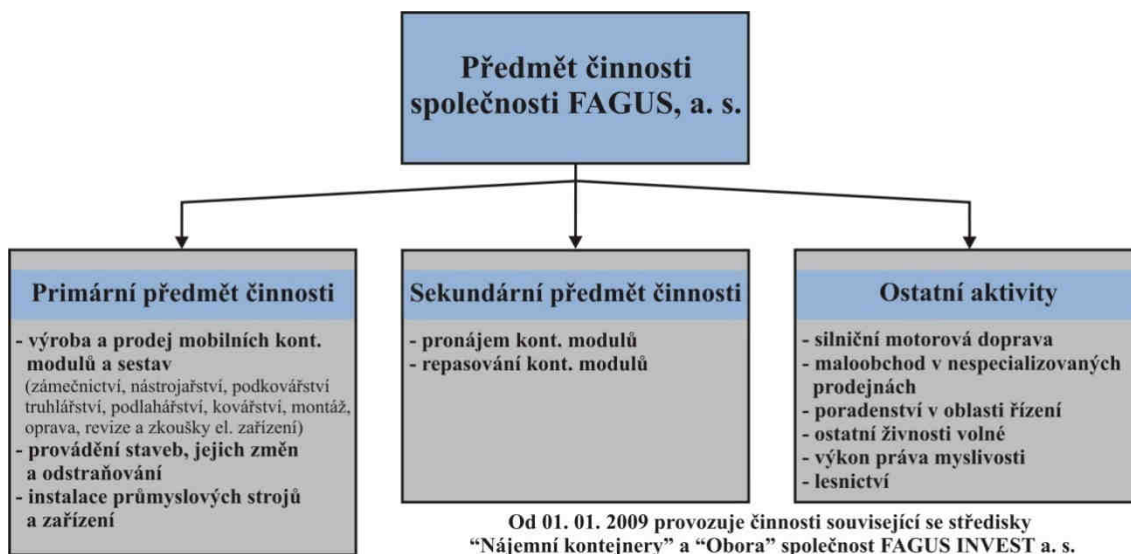 Předmět činnosti
společnosti FAGUS, a. s.
Primární předmět činnosti
- výroba a prodej mobilních kont.
modulů a sestav
(zámečnictví, nástrojařství, podkovářství
truhlářství, podlahářství, kovářství, montáž,
oprava, revize a zkoušky el. zařízení)
- provádění staveb, jejich změn
a odstraňování
- instalace průmyslových strojů
a zařízení
Sekundární předmět činnosti
- pronájem kont. modulů
- repasování kont. modulů
Ostatní aktivity
- silniční motorová doprava
- maloobchod v nespecializovaných
prodejnách
- poradenství v oblasti řízení
- ostatní živnosti volné
- výkon práva myslivosti
- lesnictví
Od 01. 01. 2009 provozuje činnosti související se středisky
“Nájemní kontejnery” a “Obora” společnost FAGUS INVEST a. s.